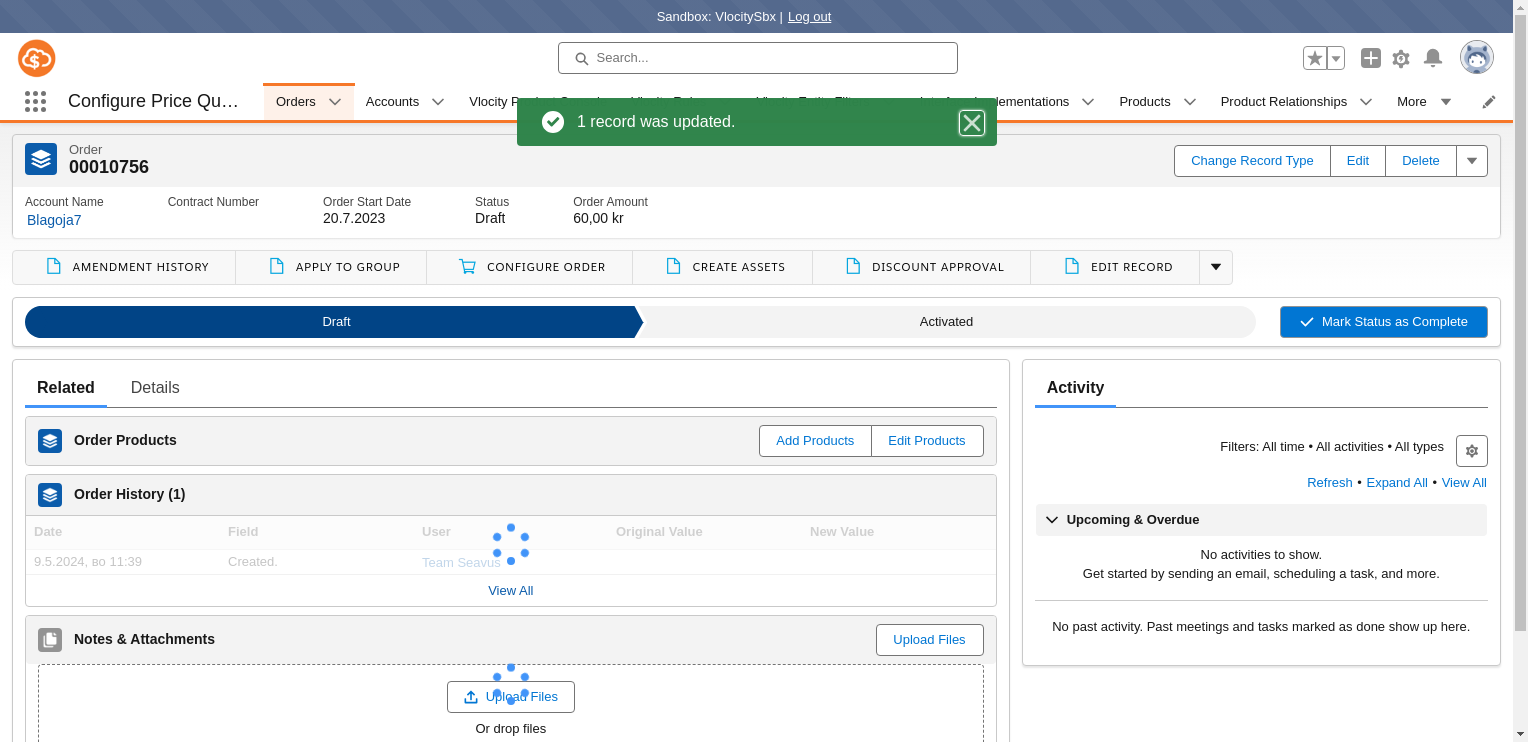 Sandbox: VlocitySbx | Log out
Search...
Configure Price Qu... Orders Accounts Vlocity Implementations Products Product Relationships More
1 record was updated.
Order
00010756
Change Record Type Edit Delete
Account Name Contract Number Order Start Date Status Order Amount
Blagoja7 20.7.2023 Draft 60,00 kr
AMENDMENT HISTORY APPLY TO GROUP CONFIGURE ORDER CREATE ASSETS DISCOUNT APPROVAL EDIT RECORD
Draft Activated Mark Status as Complete
Related Details
Order Products Add Products Edit Products
Order History (1)
Date Field User Original Value New Value
9.5.2024, во 11:39 Created. Team Seavus
View All
Notes & Attachments Upload Files
Upload Files
Or drop files
Activity
Filters: All time • All activities • All types
Refresh • Expand All • View All
Upcoming & Overdue
No activities to show.
Get started by sending an email, scheduling a task, and more.
No past activity. Past meetings and tasks marked as done show up here.